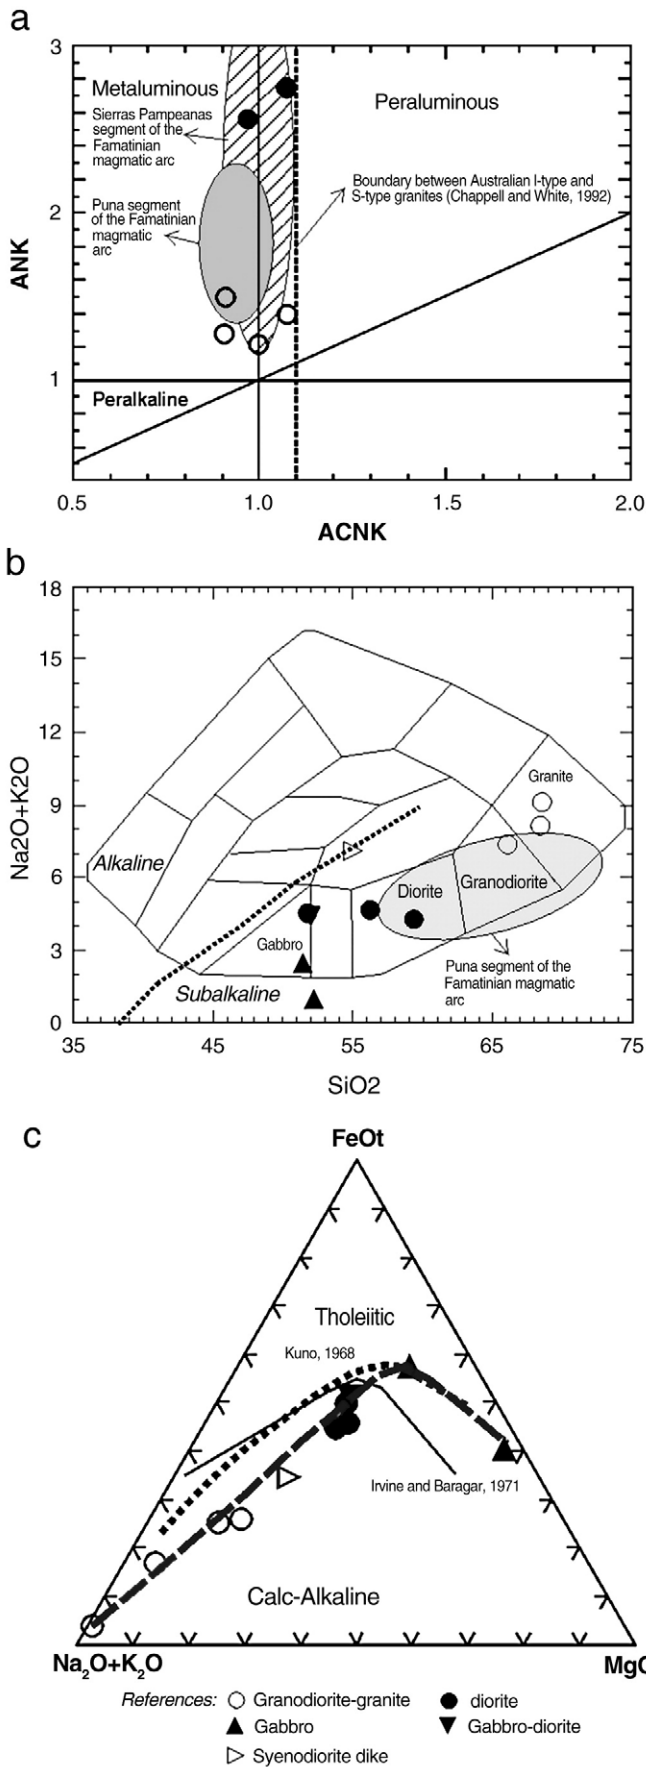 a
3
Metaluminous
Peraluminous
Sierras Pampeanas
segment of the
Famatinian
magmatic arc
Boundary between Australian I-type and
S-type granites (Chappell and White, 1992)
Puna segment
of the Famatinian
magmatic
arc
2
ANK
1
Peralkaline
0.5
1.0
1.5
2.0
ACNK
b
18
15
12
9
6
3
0
Na2O+K2O
Granite
Alkaline
Diorite
Granodiorite
Gabbro
Subalkaline
Puna segment of the
Famatinian magmatic
arc
35
45
55
65
75
SiO2
c
FeOt
Tholeiitic
Kuno, 1968
Irvine and Baragar, 1971
Calc-Alkaline
Na₂O+K₂O
References:
Granodiorite-granite
diorite
Gabbro
Gabbro-diorite
Syenodiorite dike